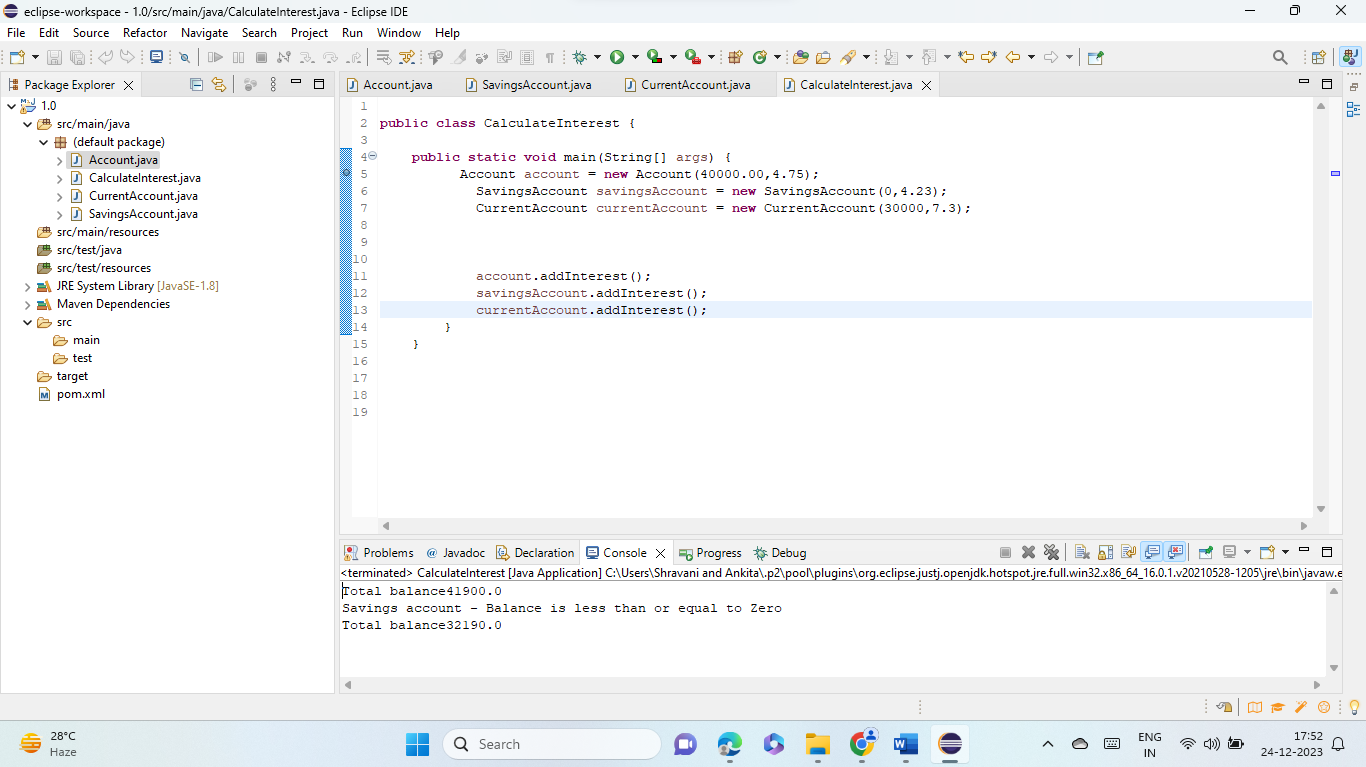 eclipse-workspace - 1.0/src/main/java/CalculateInterest.java - Eclipse IDE
File Edit Source Refactor Navigate Search Project Run Window Help
Package Explorer
1.0
src/main/java
(default package)
Account.java
CalculateInterest.java
CurrentAccount.java
SavingsAccount.java
src/main/resources
src/test/java
src/test/resources
JRE System Library [JavaSE-1.8]
Maven Dependencies
src
main
test
target
pom.xml
Account.java SavingsAccount.java CurrentAccount.java CalculateInterest.java
1
2 public class CalculateInterest {
3
4 public static void main(String[] args) {
5 Account account = new Account(40000.00,4.75);
6 SavingsAccount savingsAccount = new SavingsAccount(0,4.23);
7 CurrentAccount currentAccount = new CurrentAccount(30000,7.3);
8
9
10
11 account.addInterest();
12 savingsAccount.addInterest();
13 currentAccount.addInterest();
14 }
15 }
16
17
18
19
Problems Javadoc Declaration Console Progress Debug
<terminated> CalculateInterest [Java Application] C:\Users\Shravani and Ankita\.p2\pool\plugins\org.eclipse.justj.openjdk.hotspot.jre.full.win32.x86_64_16.0.1.v20210528-1205\jre\bin\javaw.e
Total balance41900.0
Savings account - Balance is less than or equal to Zero
Total balance32190.0
28°C
Haze
Search
ENG
IN
17:52
24-12-2023